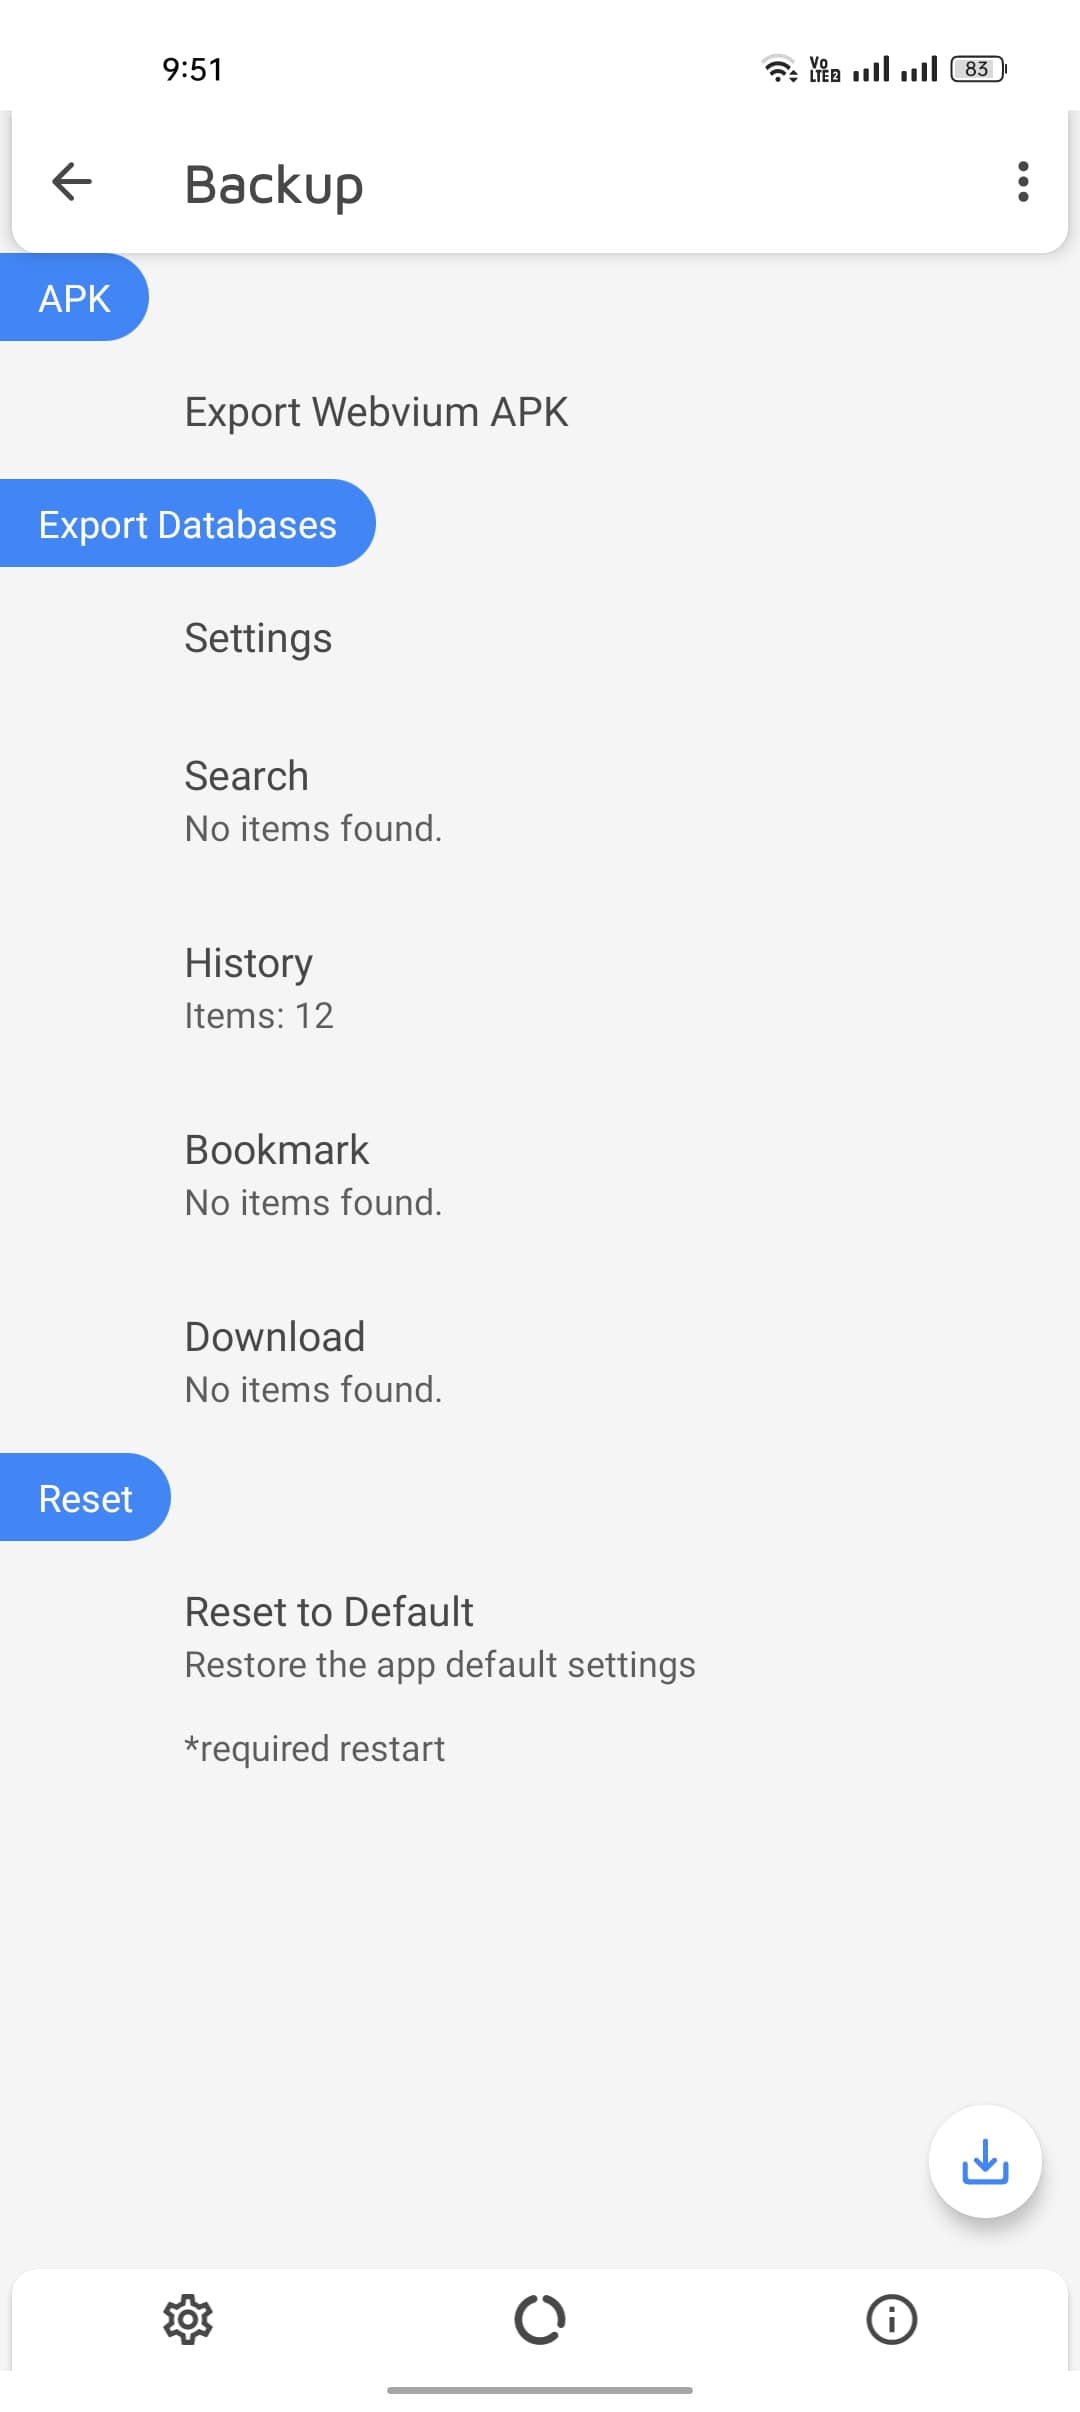 9:51
Vo
LTE2
83
Backup
APK
Export Webvium APK
Export Databases
Settings
Search
No items found.
History
Items: 12
Bookmark
No items found.
Download
No items found.
Reset
Reset to Default
Restore the app default settings
*required restart